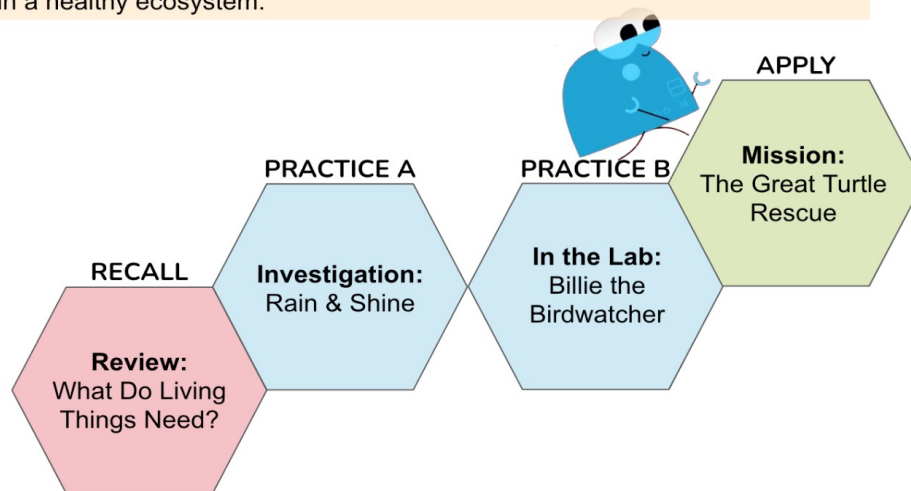 in a healthy ecosystem.
APPLY
Mission:
The Great Turtle
Rescue
PRACTICE A
PRACTICE B
Investigation:
Rain & Shine
In the Lab:
Billie the
Birdwatcher
RECALL
Review:
What Do Living
Things Need?